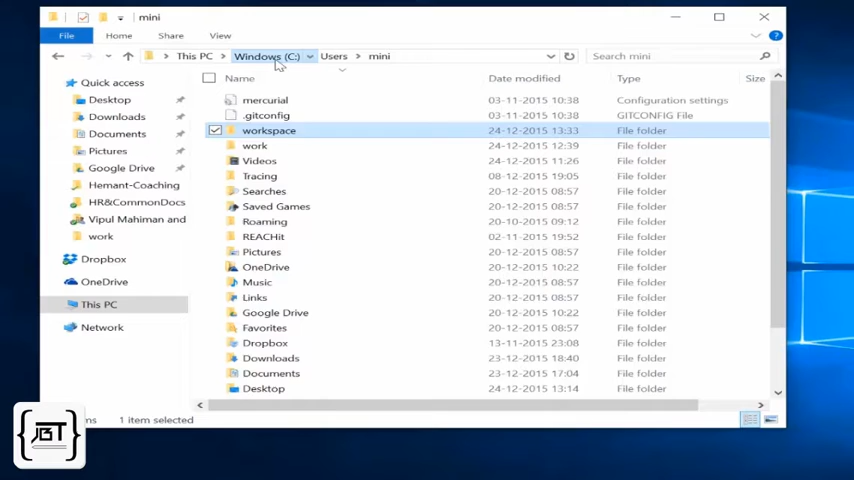 mini
File Home Share View
This PC Windows (C:) Users mini Search mini
Name Date modified Type Size
Quick access
Desktop
Downloads
Documents
Pictures
Google Drive
Hemant-Coaching
HR&CommonDocs
Vipul Mahiman and
work
Dropbox
OneDrive
This PC
Network
mercurial 03-11-2015 10:38 Configuration settings
.gitconfig 03-11-2015 10:38 GITCONFIG File
workspace 24-12-2015 13:33 File folder
work 24-12-2015 12:39 File folder
Videos 24-12-2015 11:26 File folder
Tracing 08-12-2015 19:05 File folder
Searches 20-12-2015 08:57 File folder
Saved Games 20-12-2015 08:57 File folder
Roaming 20-10-2015 09:12 File folder
REACHit 02-11-2015 19:52 File folder
Pictures 20-12-2015 08:57 File folder
OneDrive 20-12-2015 10:22 File folder
Music 20-12-2015 08:57 File folder
Links 20-12-2015 08:57 File folder
Google Drive 20-12-2015 10:22 File folder
Favorites 20-12-2015 08:57 File folder
Dropbox 13-11-2015 23:08 File folder
Downloads 23-12-2015 18:40 File folder
Documents 23-12-2015 17:04 File folder
Desktop 24-12-2015 13:14 File folder
ms 1 item selected
{JBT}